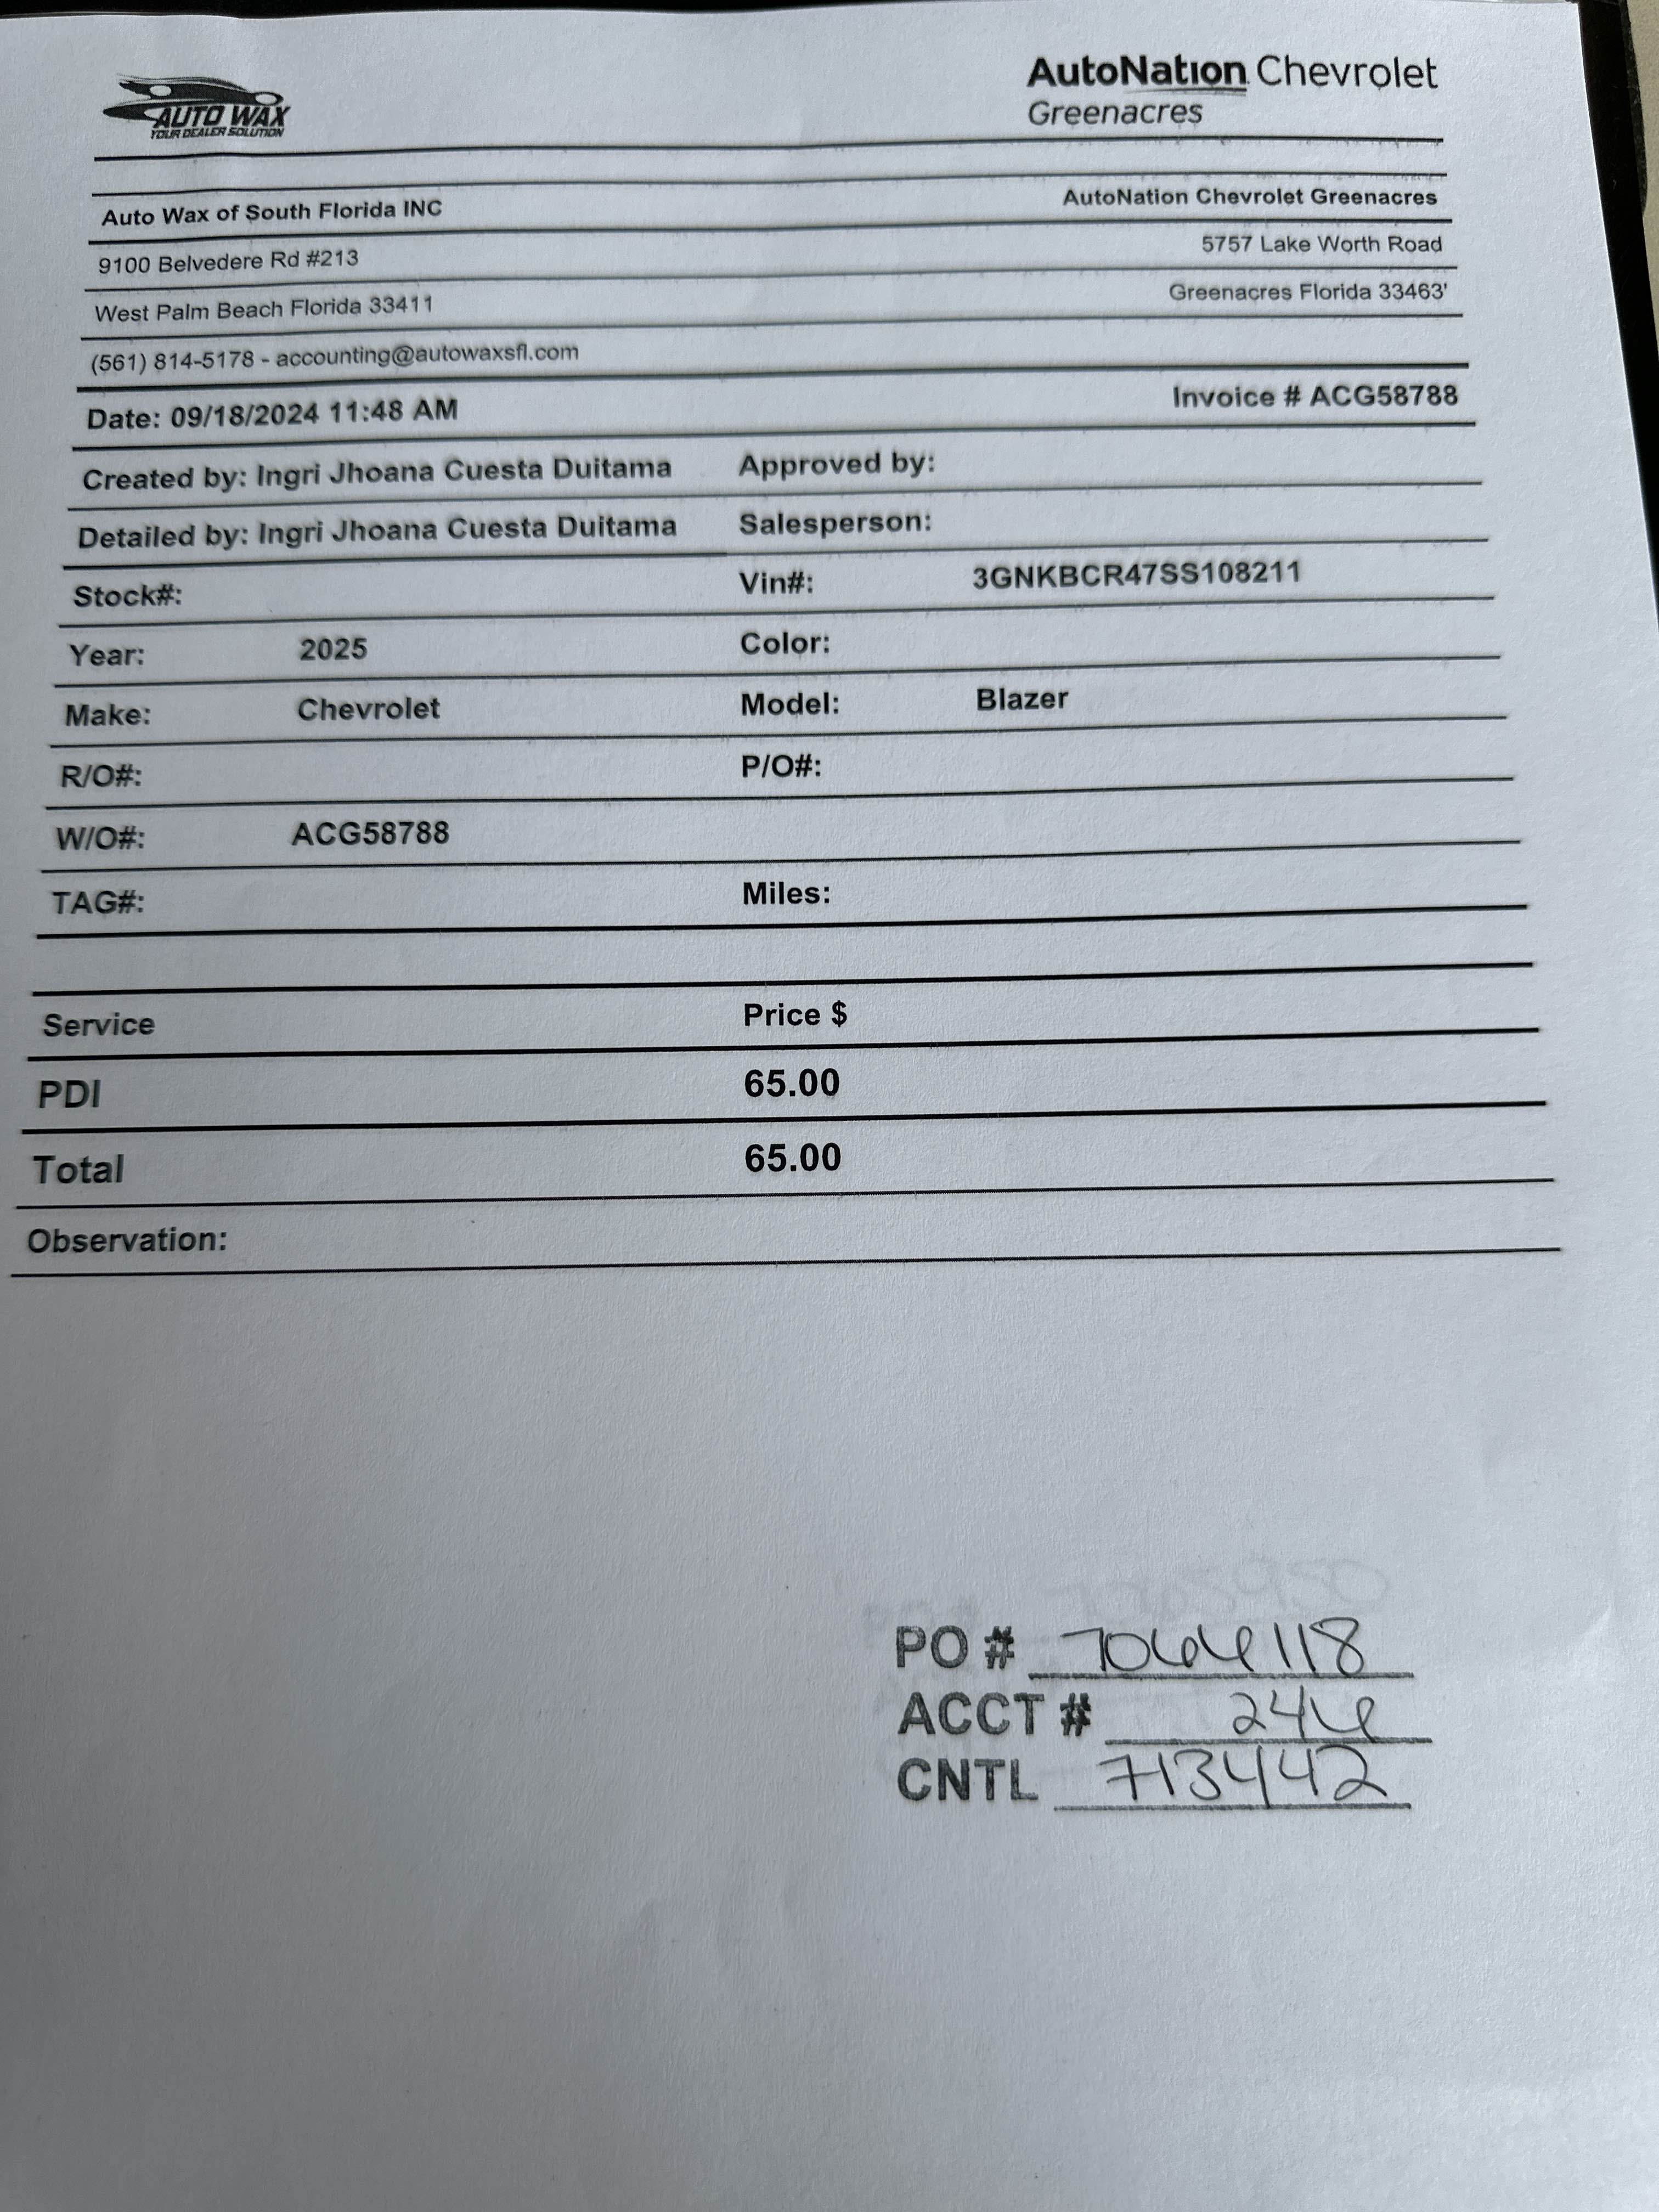 AUTO WAX
YOUR DEALER SOLUTION
AutoNation Chevrolet
Greenacres
Auto Wax of South Florida INC
AutoNation Chevrolet Greenacres
9100 Belvedere Rd #213
5757 Lake Worth Road
West Palm Beach Florida 33411
Greenacres Florida 33463'
(561) 814-5178 - accounting@autowaxsfl.com
Date: 09/18/2024 11:48 AM
Invoice # ACG58788
Created by: Ingri Jhoana Cuesta Duitama
Approved by:
Detailed by: Ingri Jhoana Cuesta Duitama
Salesperson:
Stock#:
Vin#: 3GNKBCR47SS108211
Year: 2025
Color:
Make: Chevrolet
Model: Blazer
R/O#:
P/O#:
W/O#: ACG58788
TAG#:
Miles:
Service
Price $
PDI
65.00
Total
65.00
Observation:
PO #
ACCT #
CNTL 713442